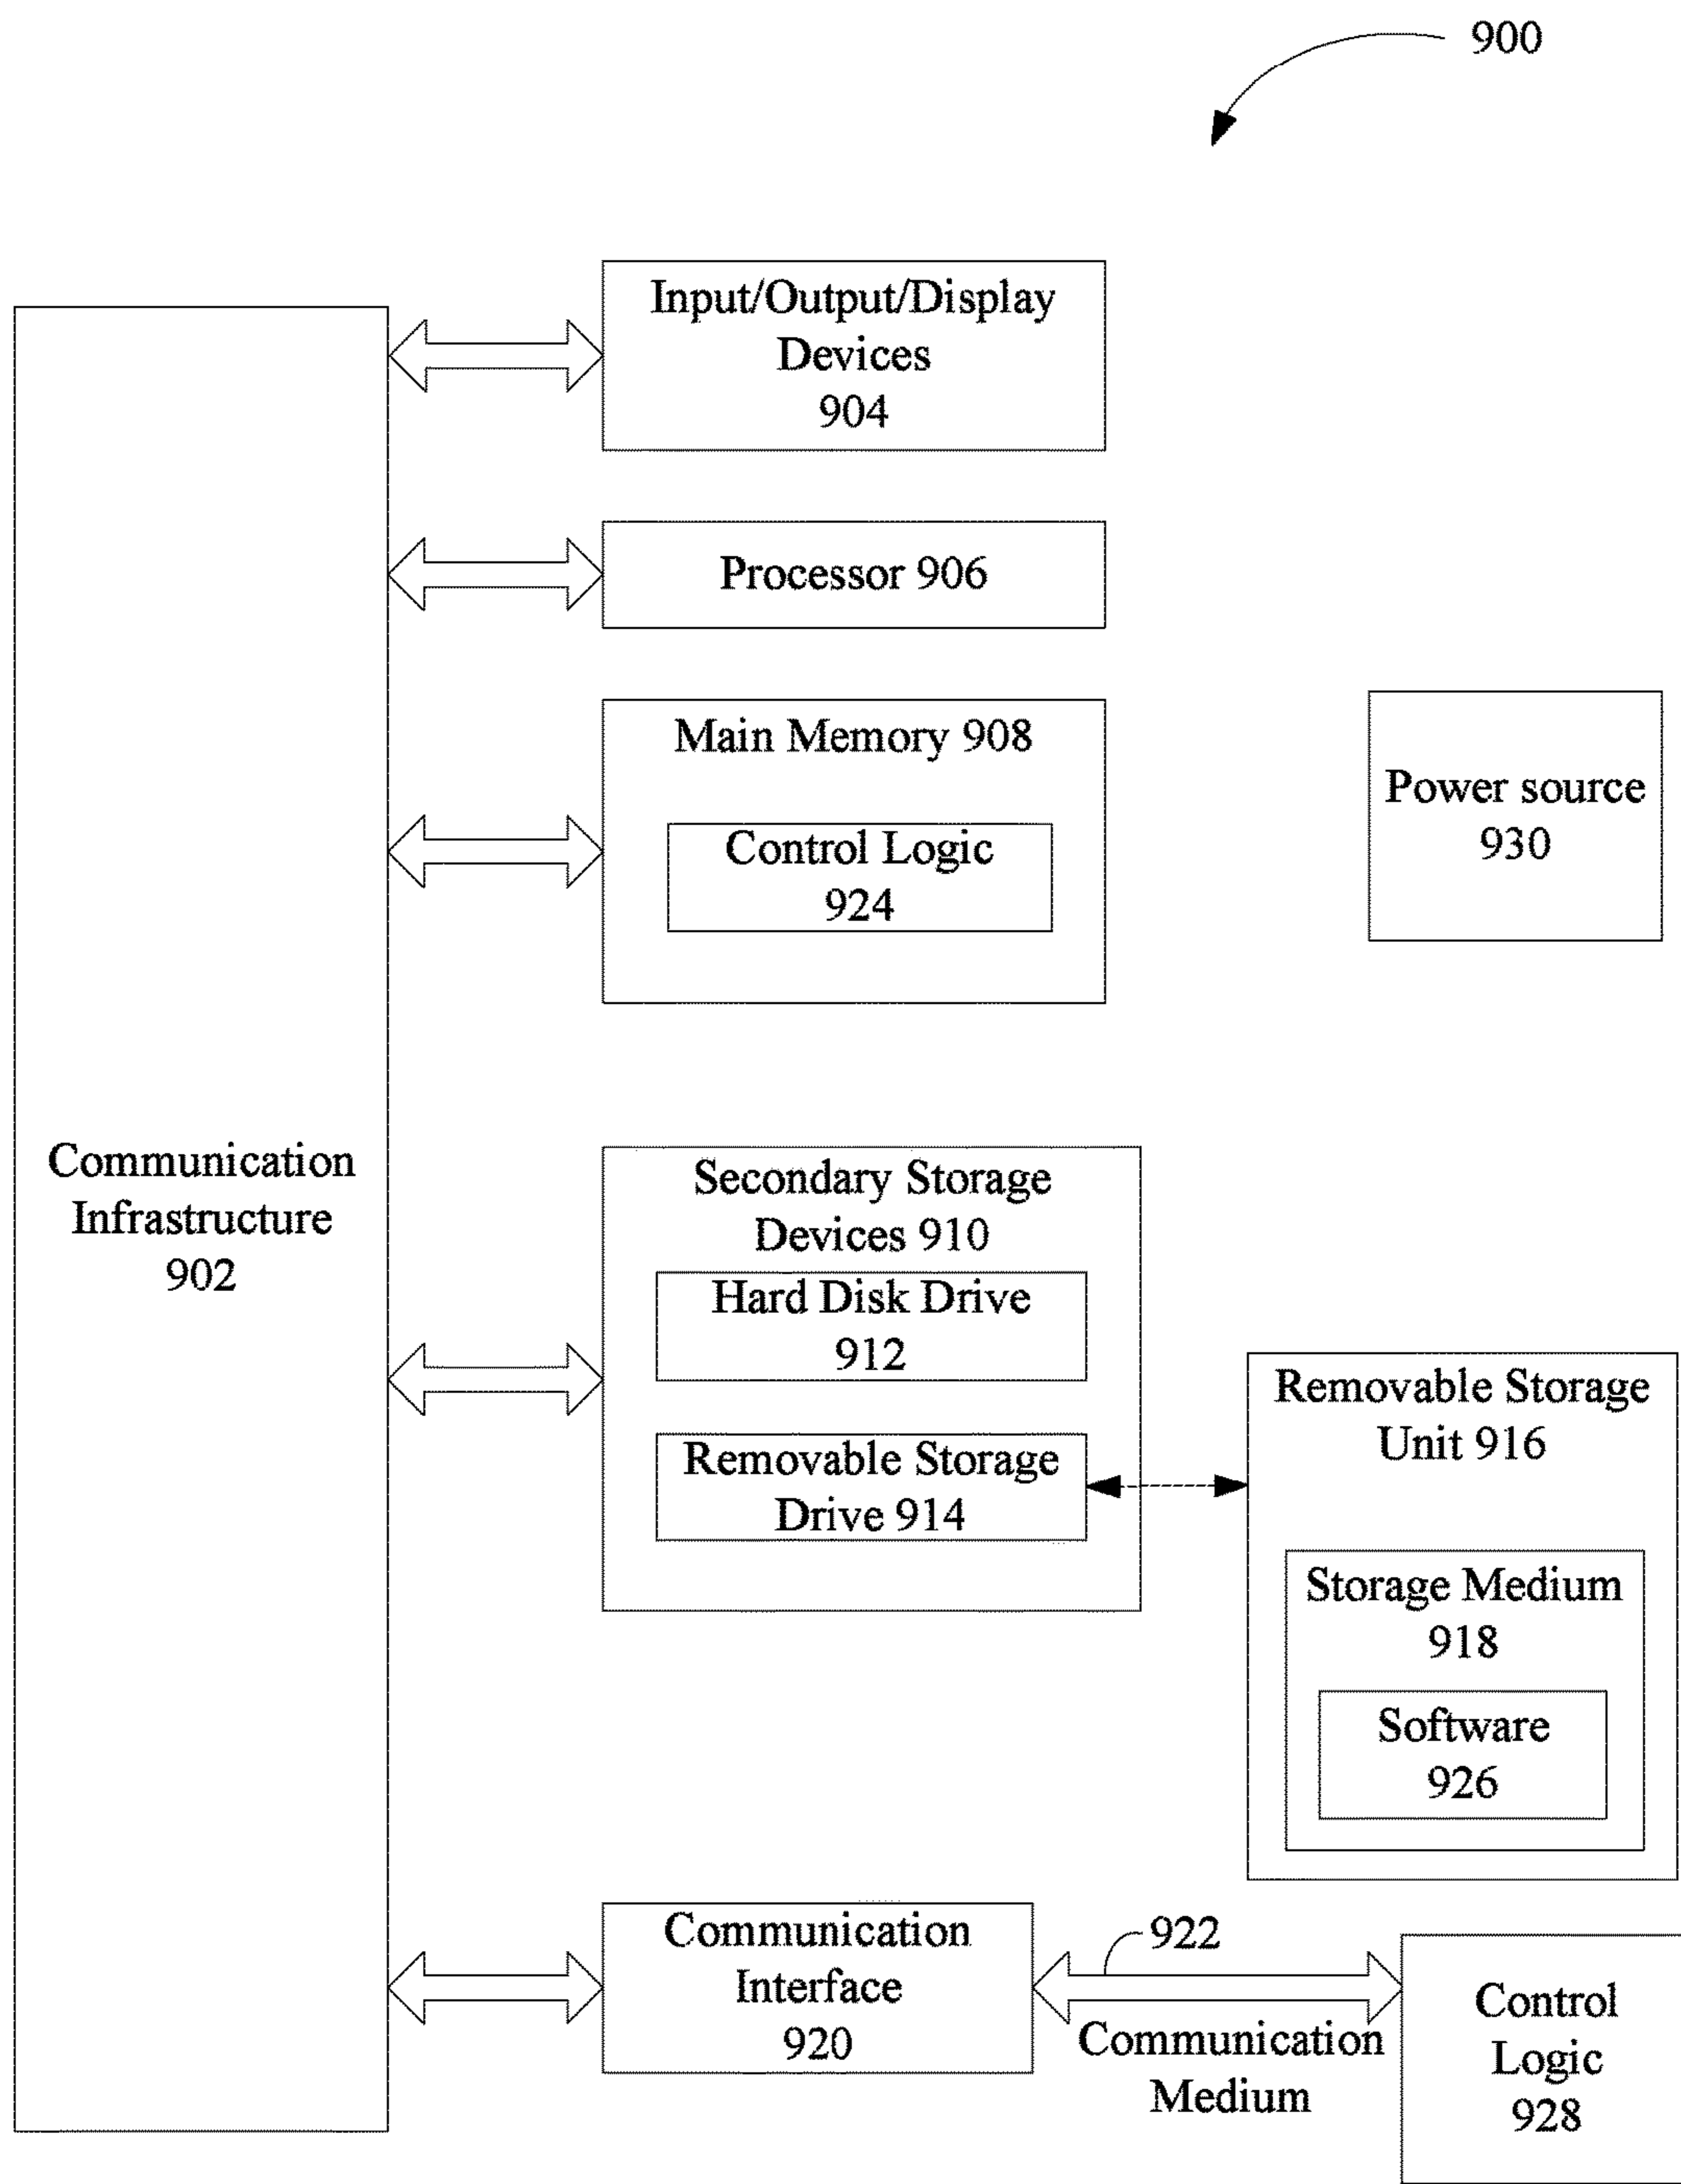 900
Input/Output/Display
Devices
904
Processor 906
Main Memory 908
Control Logic
924
Power source
930
Communication
Infrastructure
902
Secondary Storage
Devices 910
Hard Disk Drive
912
Removable Storage
Drive 914
Removable Storage
Unit 916
Storage Medium
918
Software
926
Communication
Interface
920
922
Communication
Medium
Control
Logic
928